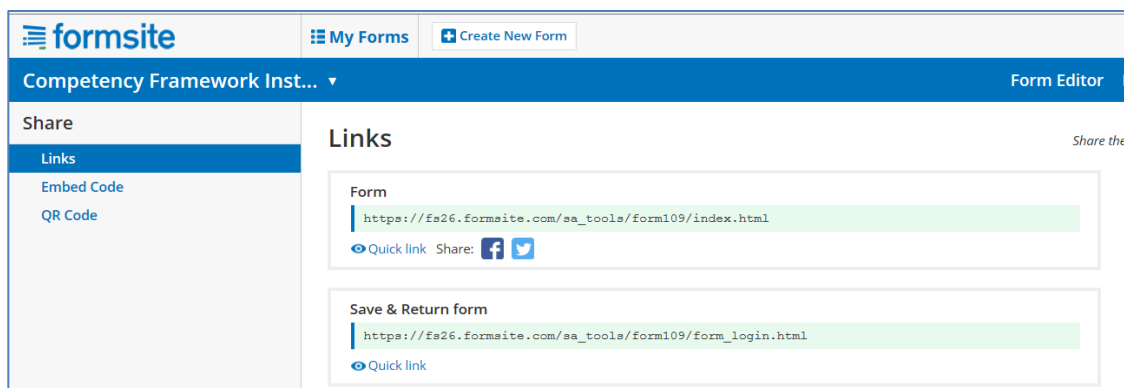 formsite My Forms Create New Form
Competency Framework Inst... Form Editor
Share
Links
Embed Code
QR Code
Links
Share the
Form
https://fs26.formsite.com/sa_tools/form109/index.html
Quick link Share:
Save & Return form
https://fs26.formsite.com/sa_tools/form109/form_login.html
Quick link